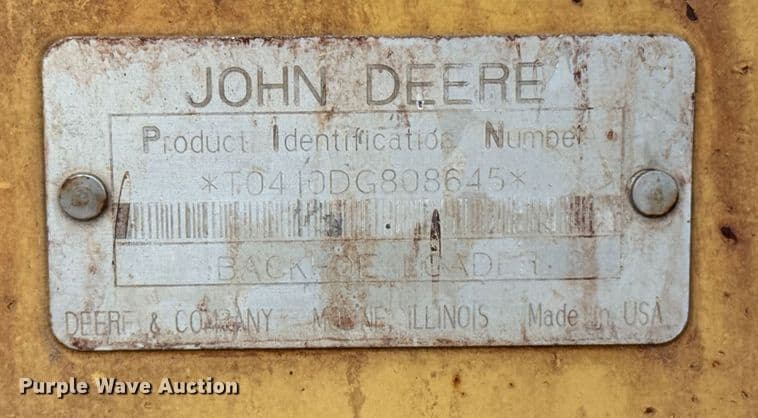 JOHN DEERE
Product Identification Number
*T0410DG808645*
BACKHOE LOADER
DEERE & COMPANY MOLINE, ILLINOIS Made in USA
Purple Wave Auction